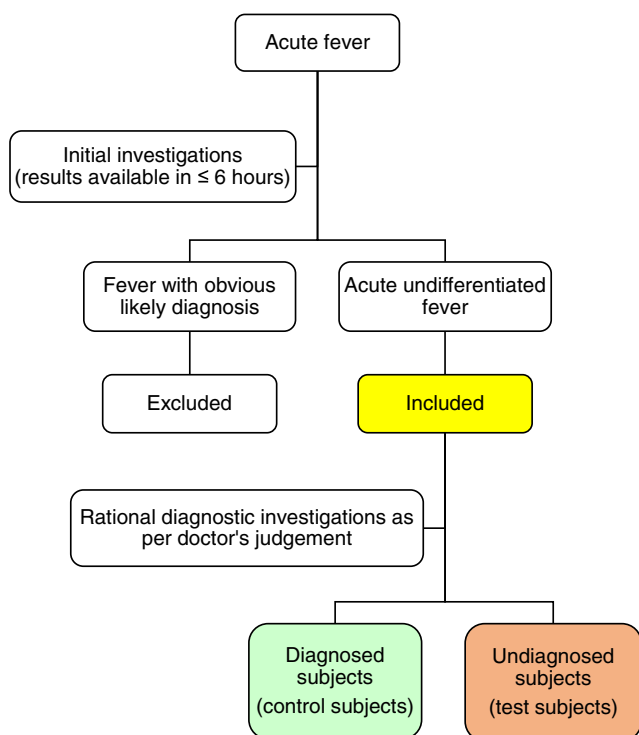 Acute fever
Initial investigations
(results available in ≤ 6 hours)
Fever with obvious
likely diagnosis
Acute undifferentiated
fever
Excluded
Included
Rational diagnostic investigations as
per doctor's judgement
Diagnosed
subjects
(control subjects)
Undiagnosed
subjects
(test subjects)